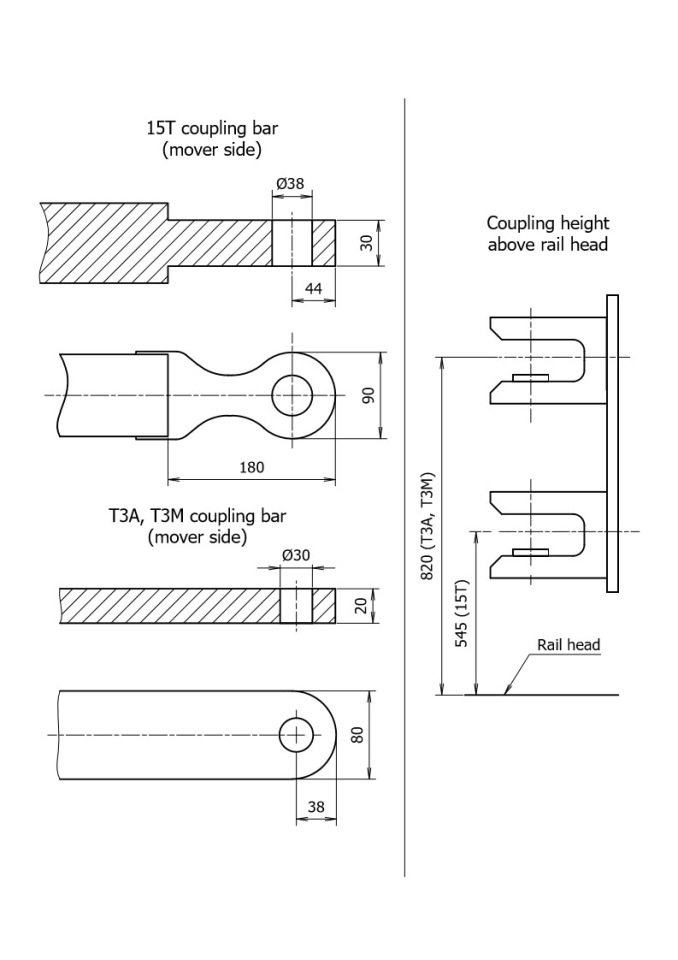 15T coupling bar
(mover side)
Ø38
30
44
90
180
T3A, T3M coupling bar
(mover side)
Ø30
20
80
38
Coupling height
above rail head
820 (T3A, T3M)
545 (15T)
Rail head